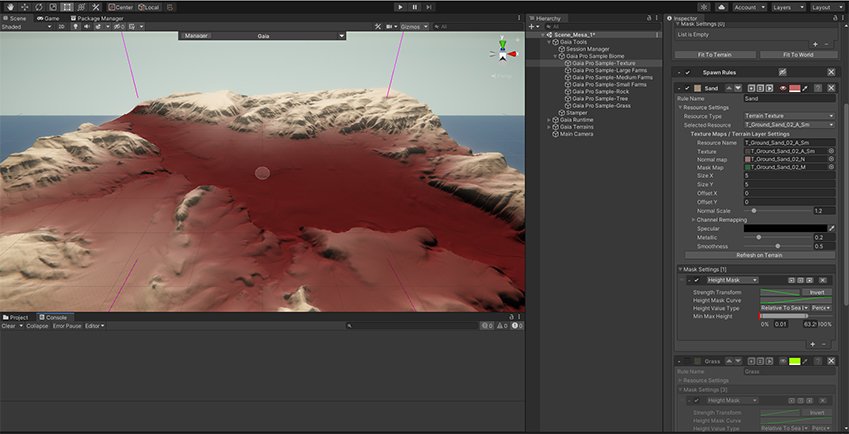 Scene Game Package Manager
Center Local
Account Layers Layout
Shaded 2D Gizmos All
Manager Gaia
Persp
Hierarchy
All
Scene_Mesa_1*
Gaia Tools
Session Manager
Gaia Pro Sample Biome
Gaia Pro Sample-Texture
Gaia Pro Sample-Large Farms
Gaia Pro Sample-Medium Farms
Gaia Pro Sample-Small Farms
Gaia Pro Sample-Rock
Gaia Pro Sample-Tree
Gaia Pro Sample-Grass
Stamper
Gaia Runtime
Gaia Terrains
Main Camera
Inspector
Mask Settings [0]
List is Empty
Fit To Terrain Fit To World
Spawn Rules
Sand
Rule Name Sand
Resource Settings
Resource Type Terrain Texture
Selected Resource T_Ground_Sand_02_A_Sm
Texture Maps / Terrain Layer Settings
Resource Name T_Ground_Sand_02_A_Sm
Texture T_Ground_Sand_02_A_Sm
Normal map T_Ground_Sand_02_N
Mask Map T_Ground_Sand_02_M
Size X 5
Size Y 5
Offset X 0
Offset Y 0
Normal Scale 1.2
Channel Remapping
Specular
Metallic 0.2
Smoothness 0.5
Refresh on Terrain
Mask Settings [1]
Height Mask
Strength Transform Invert
Height Mask Curve
Height Value Type Relative To Sea L Perce
Min Max Height
0% 0.01 63.29 100%
Grass
Rule Name Grass
Resource Settings
Mask Settings [3]
Height Mask
Strength Transform Invert
Height Mask Curve
Height Value Type Relative To Sea L Perce
Project Console
Clear Collapse Error Pause Editor
0 0 0